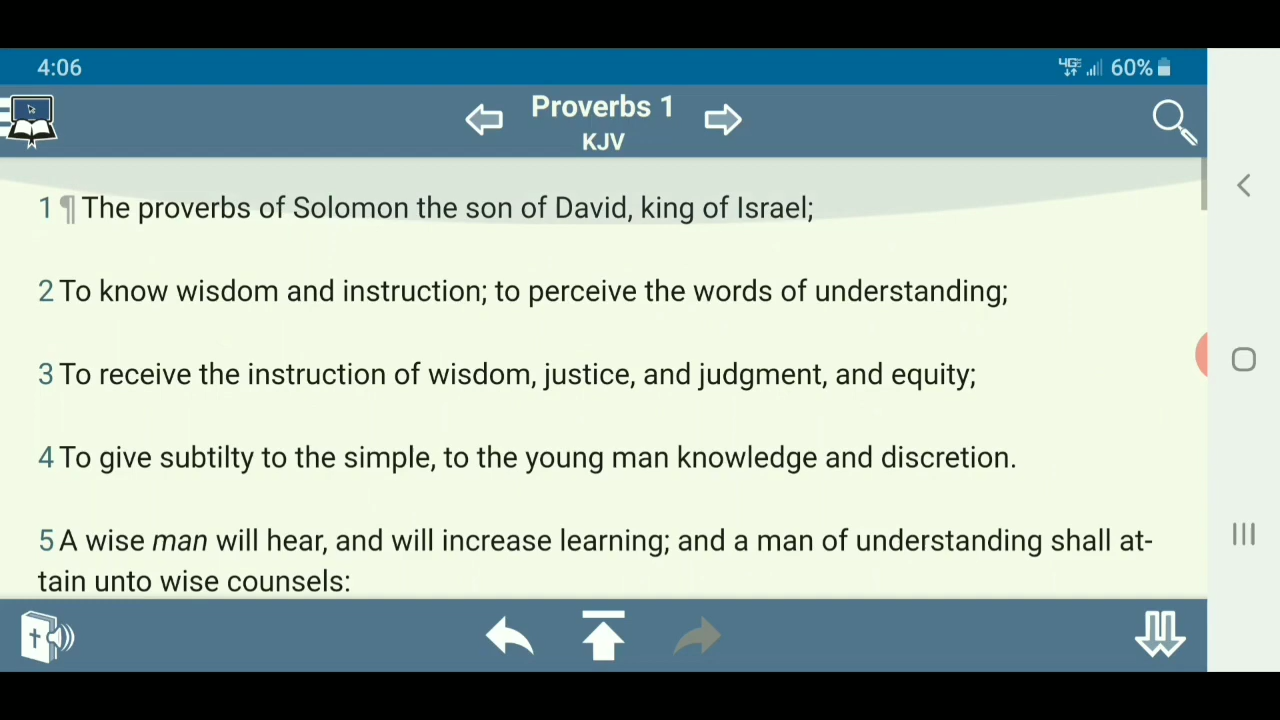 4:06
4GE 60%
Proverbs 1
KJV
1 ¶ The proverbs of Solomon the son of David, king of Israel;
2 To know wisdom and instruction; to perceive the words of understanding;
3 To receive the instruction of wisdom, justice, and judgment, and equity;
4 To give subtilty to the simple, to the young man knowledge and discretion.
5 A wise man will hear, and will increase learning; and a man of understanding shall at-
tain unto wise counsels: